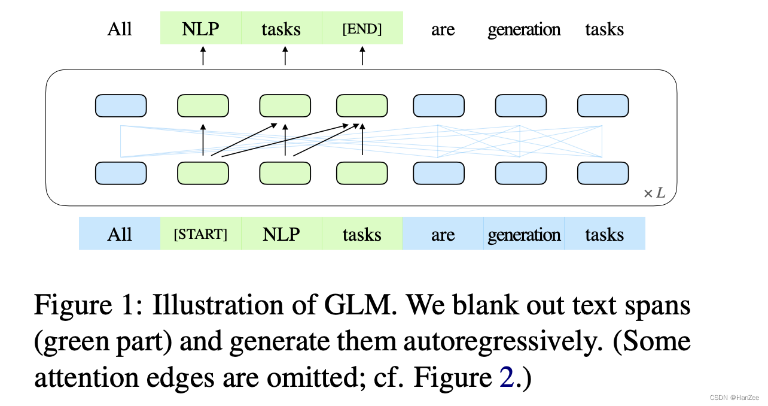 All NLP tasks [END] are generation tasks
× L
All [START] NLP tasks are generation tasks
Figure 1: Illustration of GLM. We blank out text spans
(green part) and generate them autoregressively. (Some
attention edges are omitted; cf. Figure 2.)
CSDN @HanZee